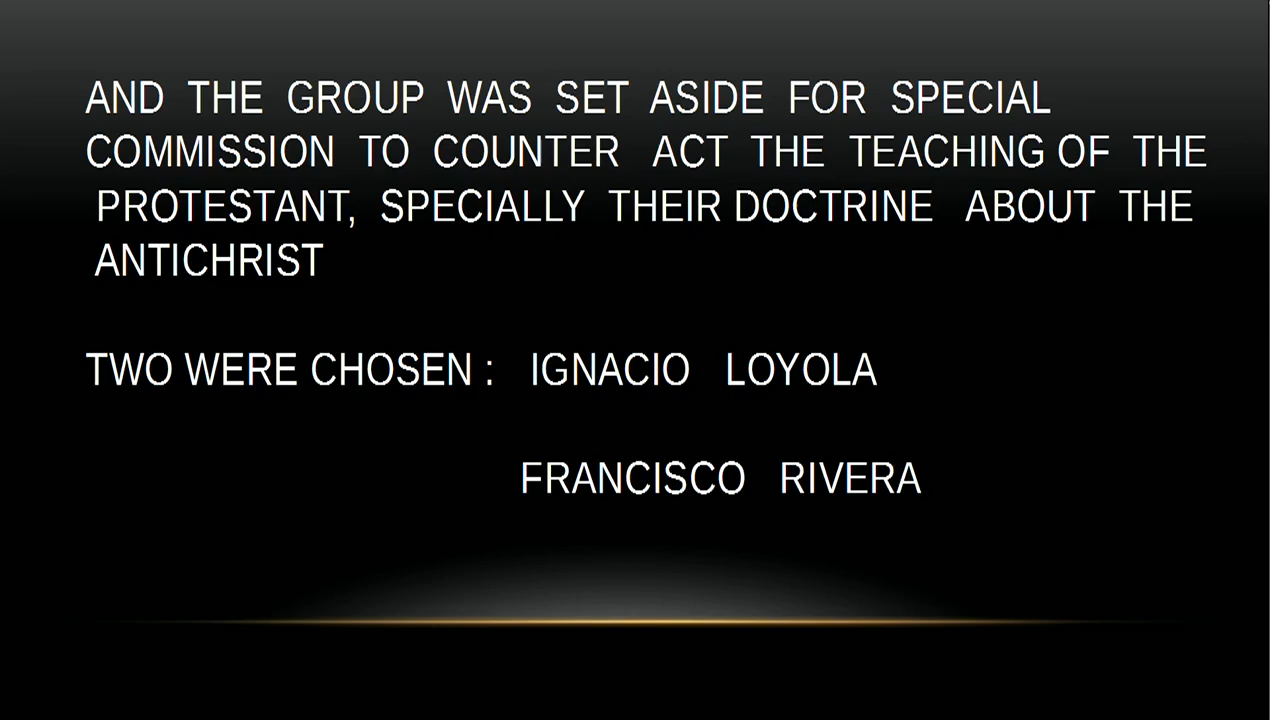 AND THE GROUP WAS SET ASIDE FOR SPECIAL
COMMISSION TO COUNTER ACT THE TEACHING OF THE
PROTESTANT, SPECIALLY THEIR DOCTRINE ABOUT THE
ANTICHRIST
TWO WERE CHOSEN : IGNACIO LOYOLA
FRANCISCO RIVERA